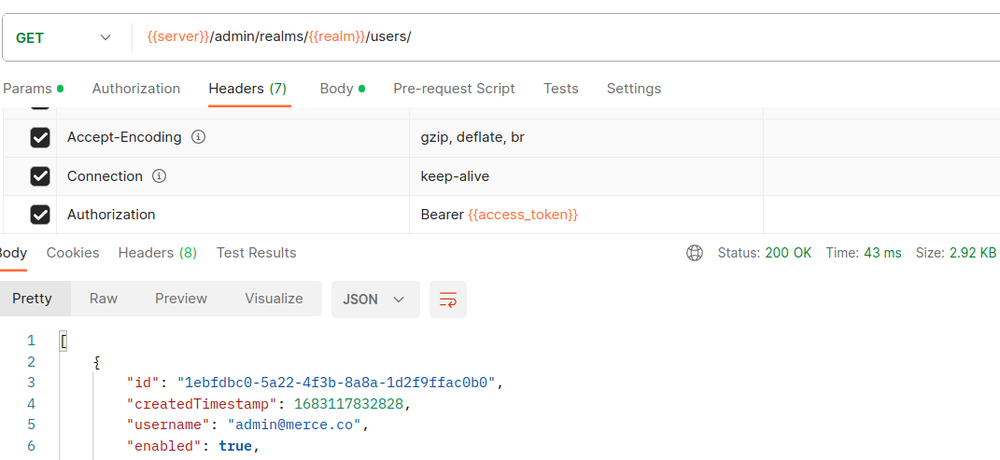 GET {{server}}/admin/realms/{{realm}}/users/
Params Authorization Headers (7) Body Pre-request Script Tests Settings
Accept-Encoding gzip, deflate, br
Connection keep-alive
Authorization Bearer {{access_token}}
Body Cookies Headers (8) Test Results Status: 200 OK Time: 43 ms Size: 2.92 KB
Pretty Raw Preview Visualize JSON
1 [
2 {
3 "id": "1ebfdbc0-5a22-4f3b-8a8a-1d2f9ffac0b0",
4 "createdTimestamp": 1683117832828,
5 "username": "admin@merce.co",
6 "enabled": true,